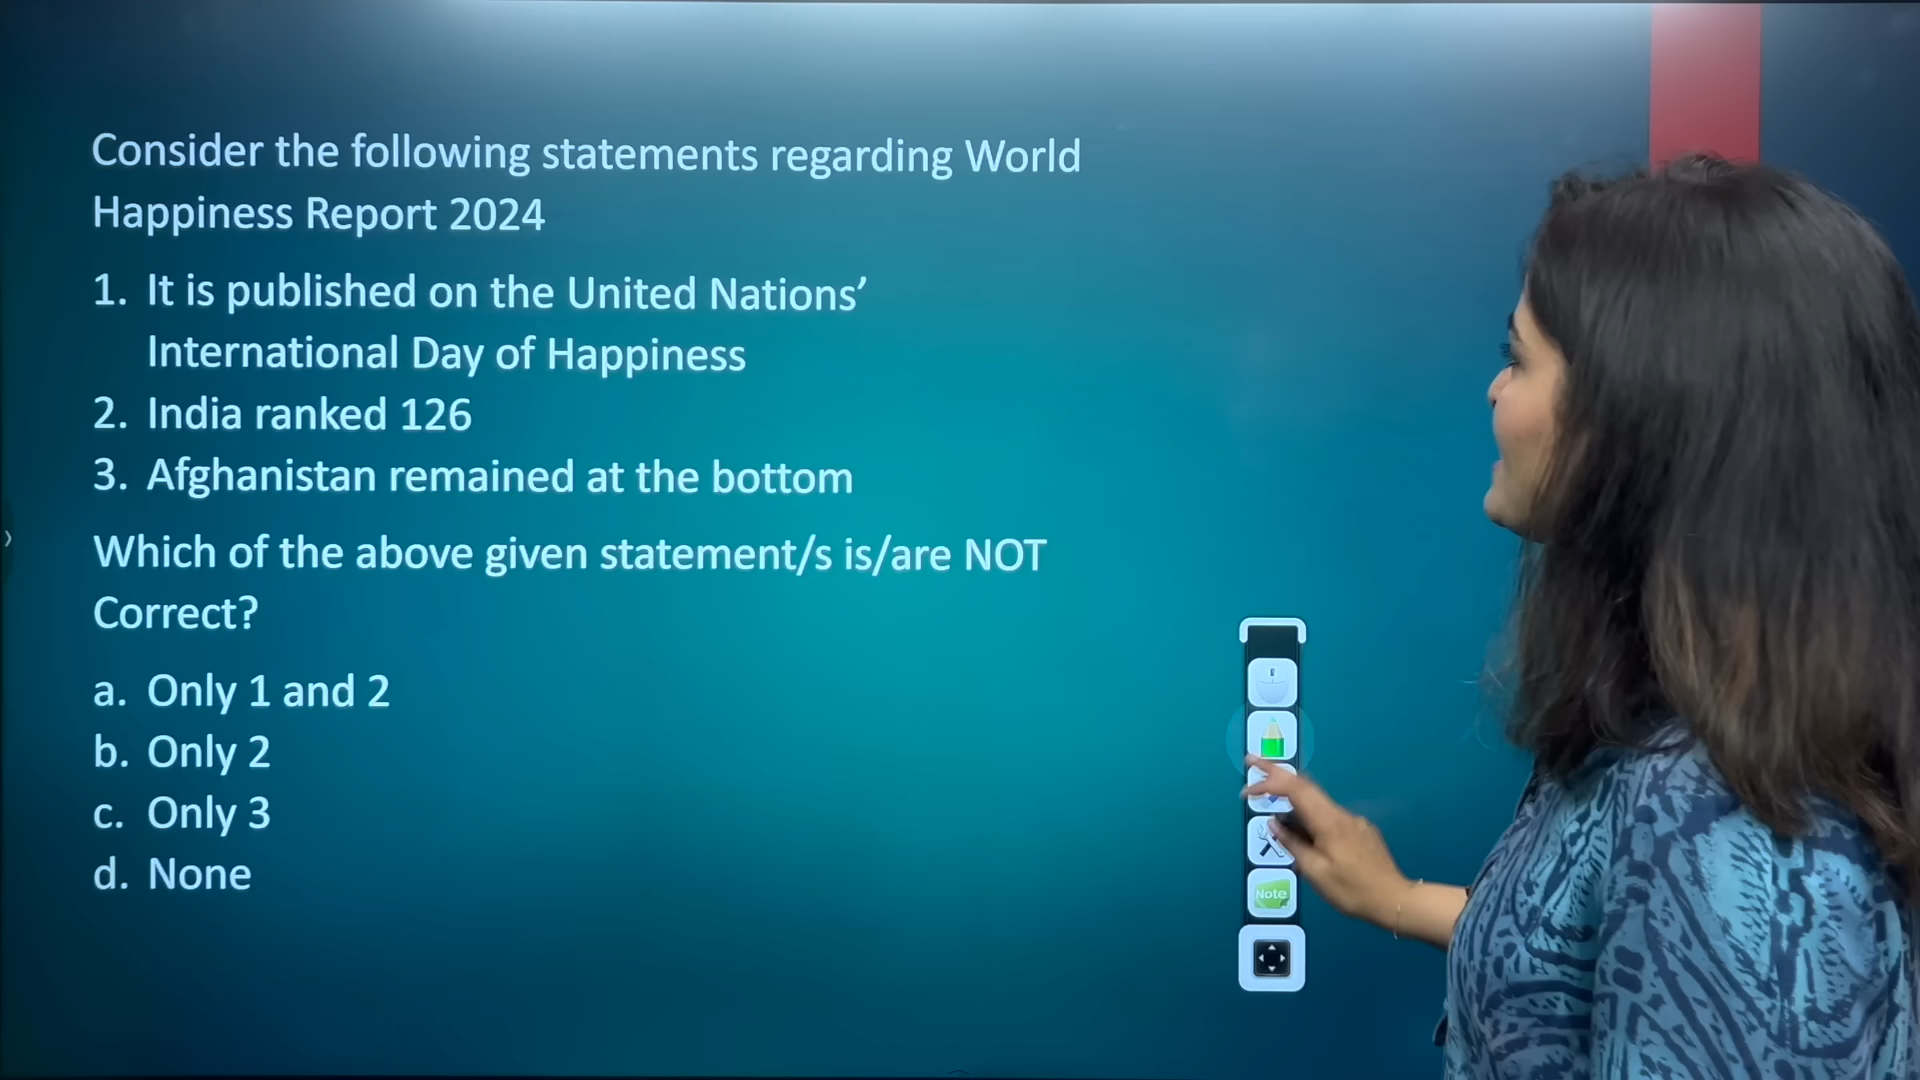 Consider the following statements regarding World
Happiness Report 2024
1. It is published on the United Nations’
International Day of Happiness
2. India ranked 126
3. Afghanistan remained at the bottom
Which of the above given statement/s is/are NOT
Correct?
a. Only 1 and 2
b. Only 2
c. Only 3
d. None
Note